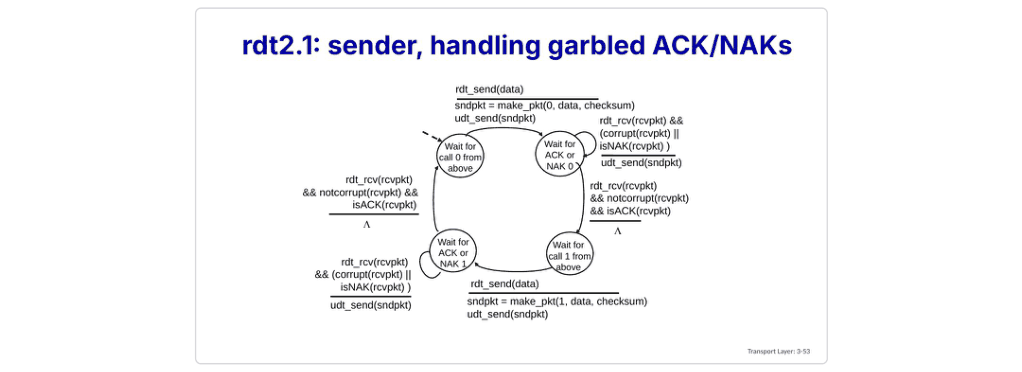 rdt2.1: sender, handling garbled ACK/NAKs
rdt_send(data)
sndpkt = make_pkt(0, data, checksum)
udt_send(sndpkt)
Wait for
call 0 from
above
Wait for
ACK or
NAK 0
rdt_rcv(rcvpkt) &&
(corrupt(rcvpkt) ||
isNAK(rcvpkt) )
udt_send(sndpkt)
rdt_rcv(rcvpkt)
&& notcorrupt(rcvpkt) &&
isACK(rcvpkt)
Λ
rdt_rcv(rcvpkt)
&& notcorrupt(rcvpkt)
&& isACK(rcvpkt)
Λ
Wait for
ACK or
NAK 1
Wait for
call 1 from
above
rdt_rcv(rcvpkt)
&& (corrupt(rcvpkt) ||
isNAK(rcvpkt) )
udt_send(sndpkt)
rdt_send(data)
sndpkt = make_pkt(1, data, checksum)
udt_send(sndpkt)
Transport Layer: 3-53